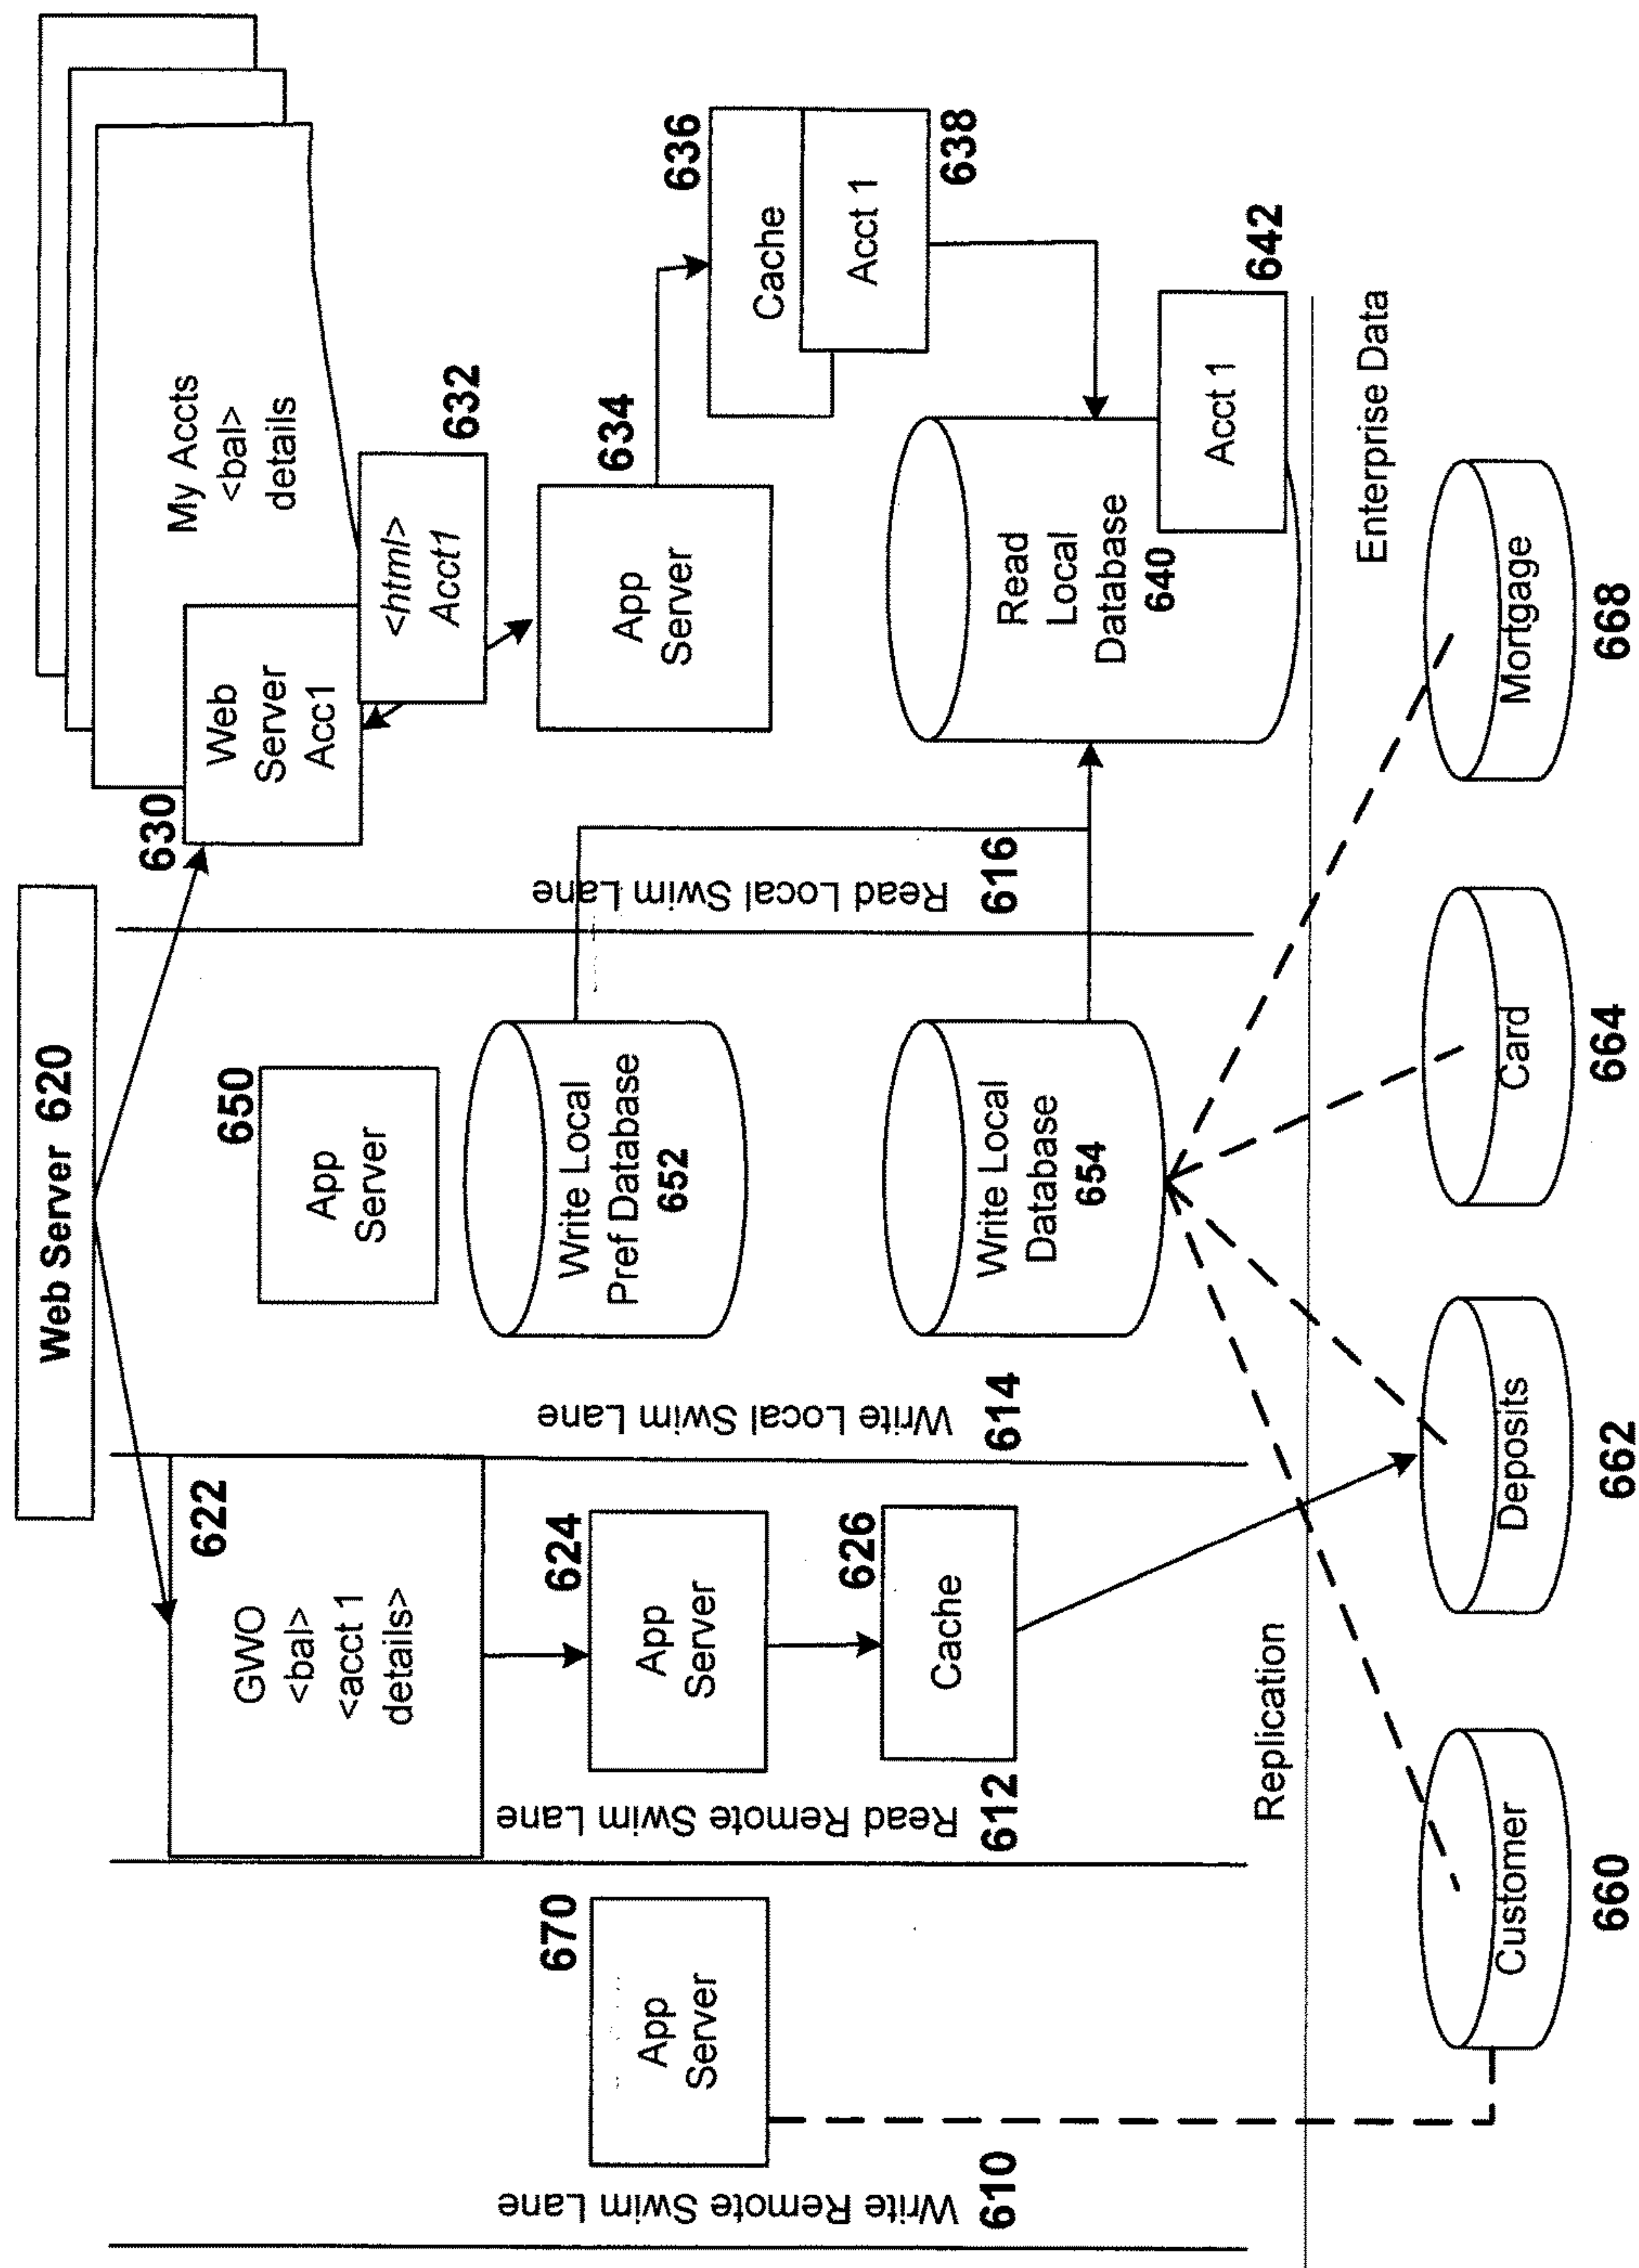 Web Server 620
622
GWO
<bal>
<acct 1
details>
624
App
Server
626
Cache
Read Remote Swim Lane
612
670
App
Server
Write Remote Swim Lane
610
650
App
Server
Write Local
Pref Database
652
Write Local
Database
654
Write Local Swim Lane
614
630
Web
Server
Acc1
My Accts
<bal>
details
<html>
Acct1
632
App
Server
634
636
Cache
Acct 1
638
Read
Local
Database
640
Acct 1
642
Read Local Swim Lane
616
Replication
Enterprise Data
Customer
660
Deposits
662
Card
664
Mortgage
668